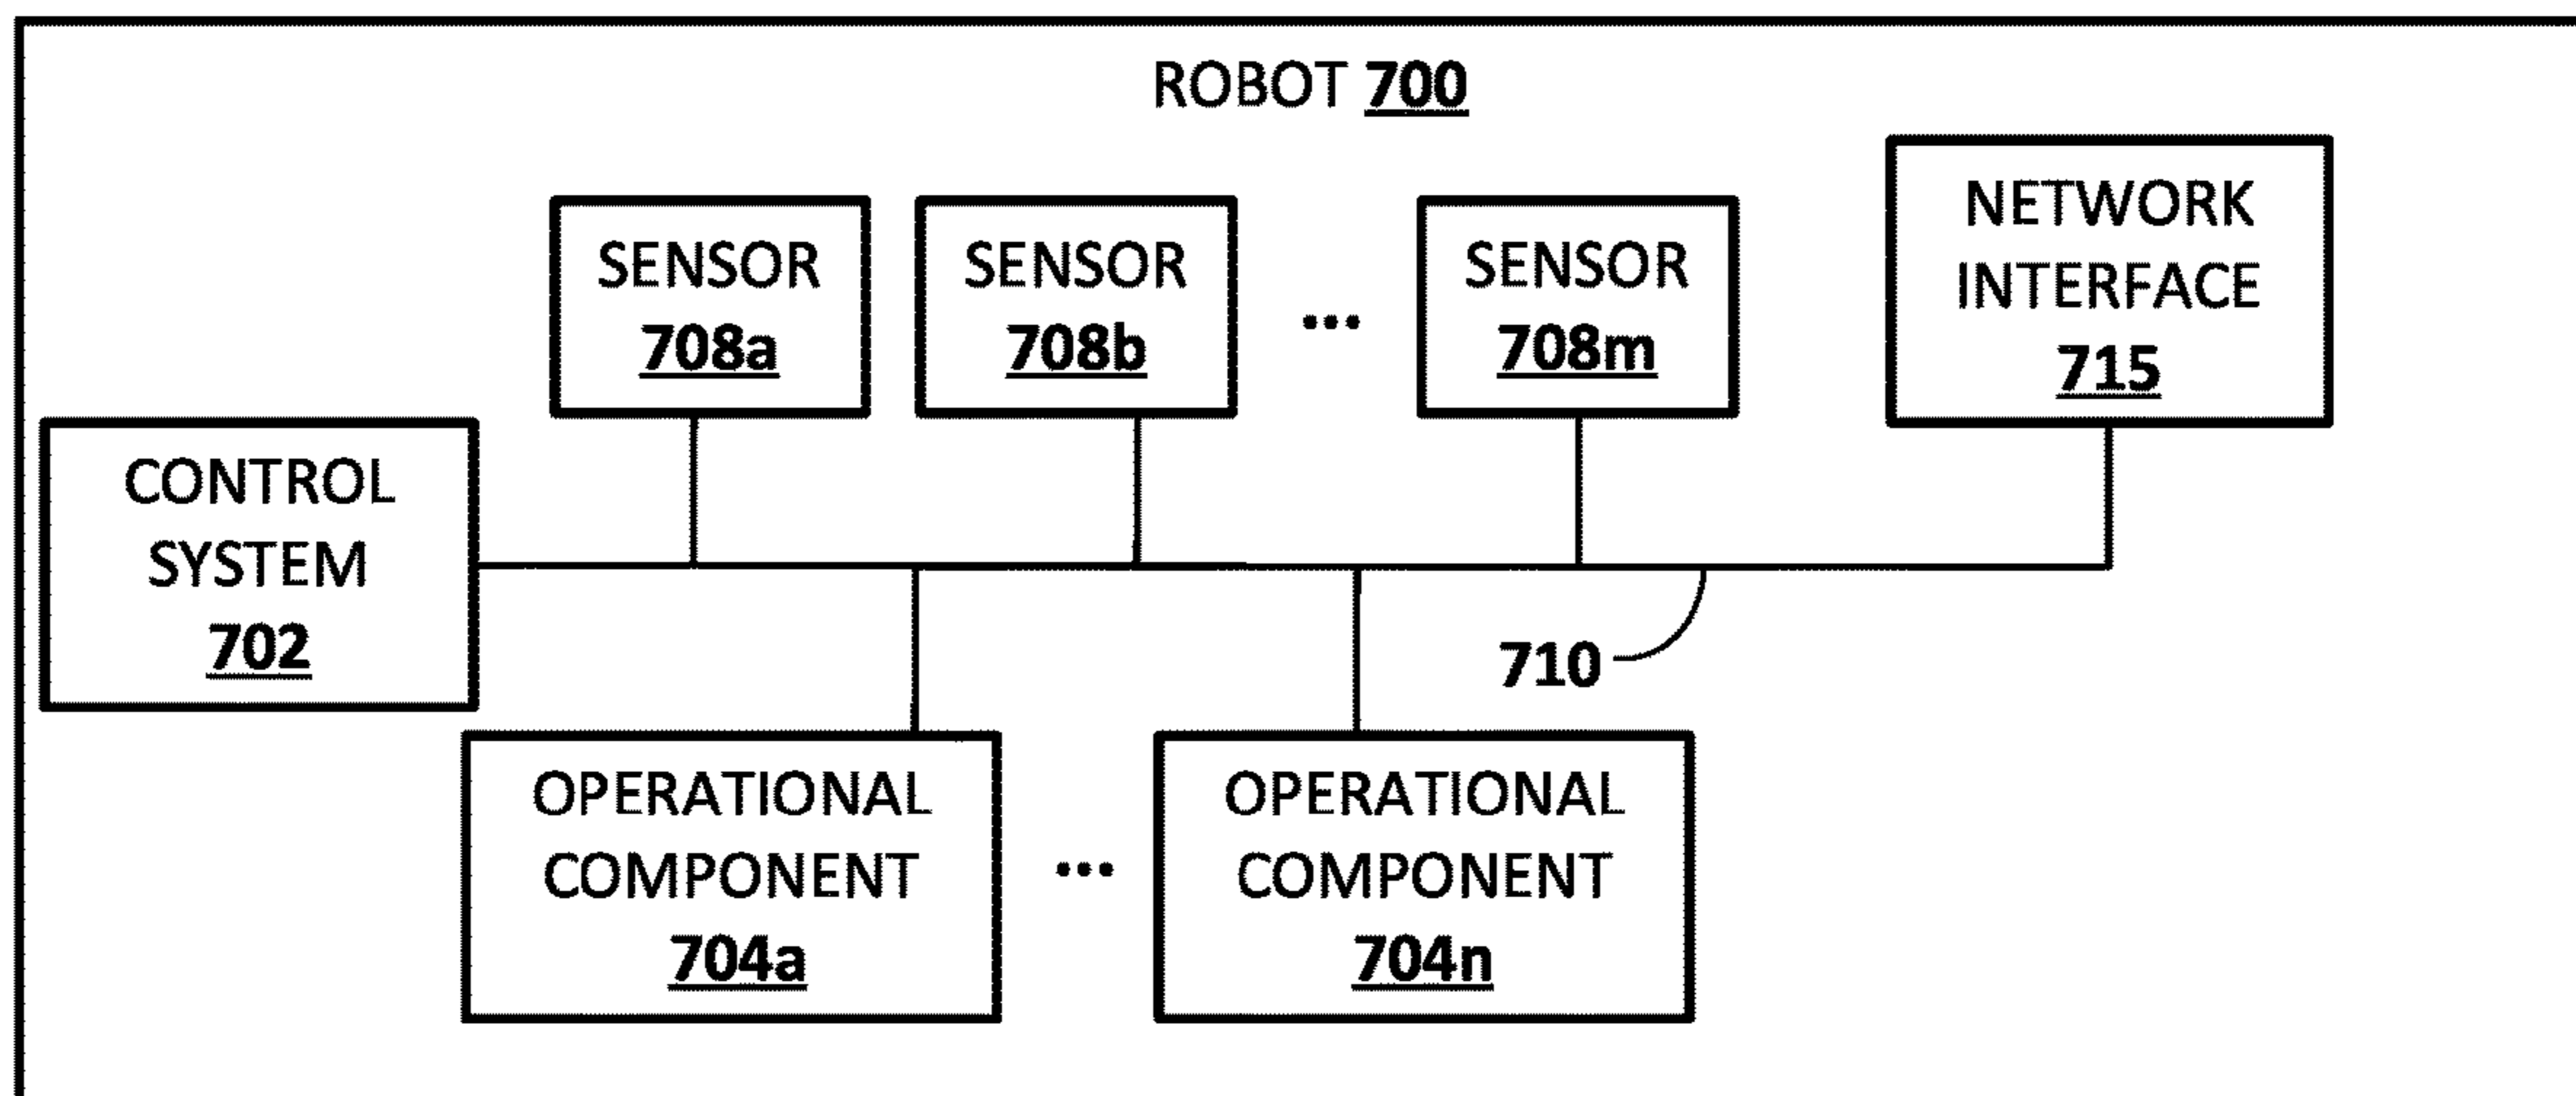 ROBOT 700
SENSOR
708a
SENSOR
708b
...
SENSOR
708m
NETWORK
INTERFACE
715
CONTROL
SYSTEM
702
710
OPERATIONAL
COMPONENT
704a
...
OPERATIONAL
COMPONENT
704n